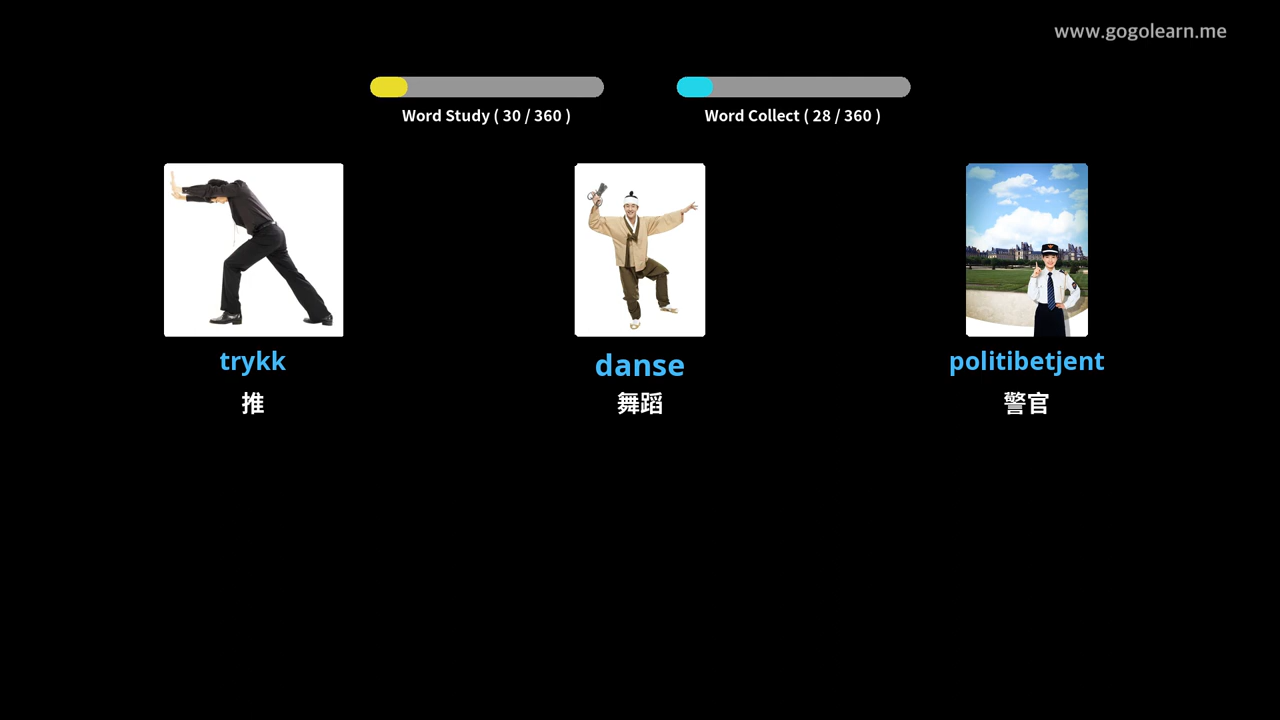 www.gogolearn.me
Word Study ( 30 / 360 )
Word Collect ( 28 / 360 )
trykk
danse
politibetjent
推
舞蹈
警官